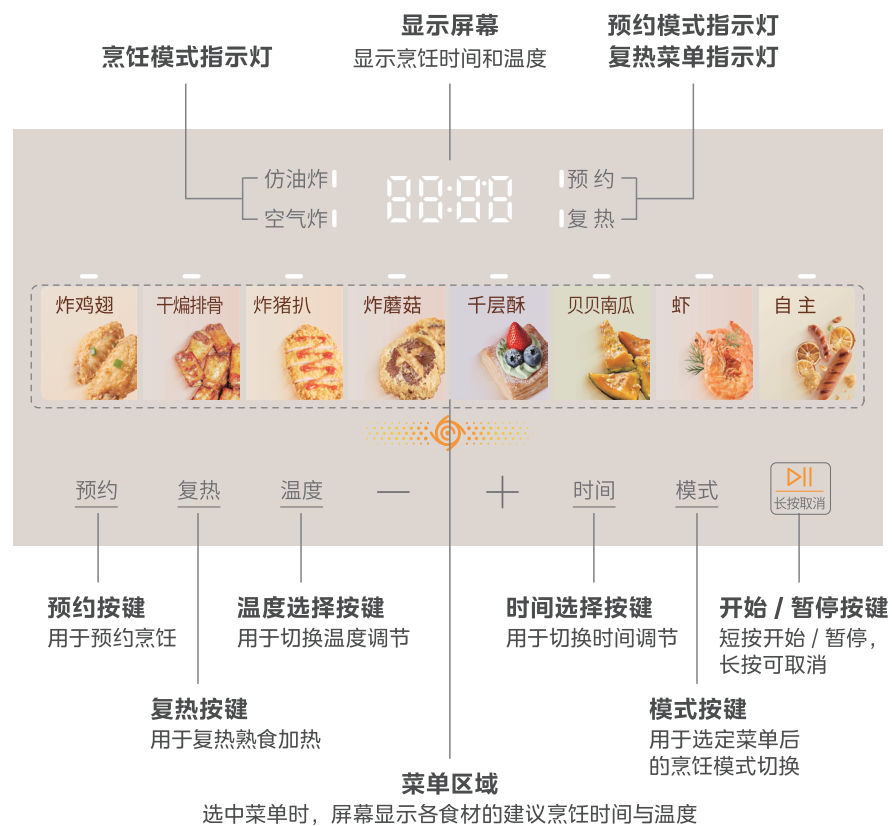 显示屏幕
显示烹饪时间和温度
烹饪模式指示灯
预约模式指示灯
复热菜单指示灯
仿油炸
空气炸
88:88
预约
复热
炸鸡翅
干煸排骨
炸猪扒
炸蘑菇
千层酥
贝贝南瓜
虾
自主
预约
复热
温度
—
+
时间
模式
长按取消
预约按键
用于预约烹饪
温度选择按键
用于切换温度调节
时间选择按键
用于切换时间调节
开始 / 暂停按键
短按开始 / 暂停，
长按可取消
复热按键
用于复热熟食加热
模式按键
用于选定菜单后
的烹饪模式切换
菜单区域
选中菜单时，屏幕显示各食材的建议烹饪时间与温度